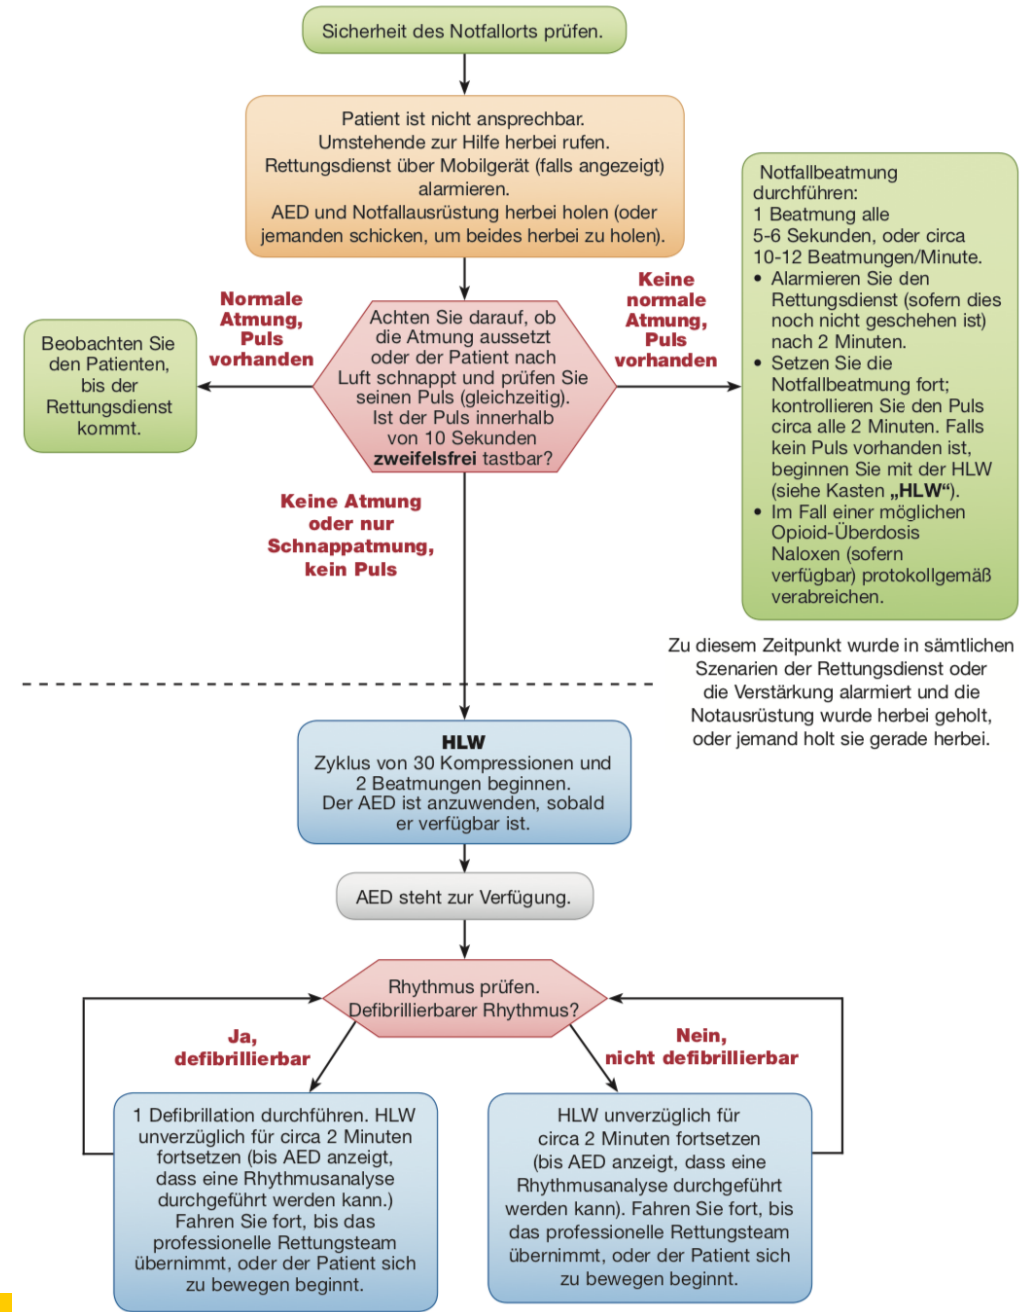 Sicherheit des Notfallorts prüfen.
Patient ist nicht ansprechbar.
Umstehende zur Hilfe herbei rufen.
Rettungsdienst über Mobilgerät (falls angezeigt)
alarmieren.
AED und Notfallausrüstung herbei holen (oder
jemanden schicken, um beides herbei zu holen).
Normale
Atmung,
Puls
vorhanden
Beobachten Sie
den Patienten,
bis der
Rettungsdienst
kommt.
Achten Sie darauf, ob
die Atmung aussetzt
oder der Patient nach
Luft schnappt und prüfen Sie
seinen Puls (gleichzeitig).
Ist der Puls innerhalb
von 10 Sekunden
zweifelsfrei tastbar?
Keine
normale
Atmung,
Puls
vorhanden
Notfallbeatmung
durchführen:
1 Beatmung alle
5-6 Sekunden, oder circa
10-12 Beatmungen/Minute.
• Alarmieren Sie den
Rettungsdienst (sofern dies
noch nicht geschehen ist)
nach 2 Minuten.
• Setzen Sie die
Notfallbeatmung fort;
kontrollieren Sie den Puls
circa alle 2 Minuten. Falls
kein Puls vorhanden ist,
beginnen Sie mit der HLW
(siehe Kasten „HLW“).
• Im Fall einer möglichen
Opioid-Überdosis
Naloxen (sofern
verfügbar) protokollgemäß
verabreichen.
Keine Atmung
oder nur
Schnappatmung,
kein Puls
Zu diesem Zeitpunkt wurde in sämtlichen
Szenarien der Rettungsdienst oder
die Verstärkung alarmiert und die
Notausrüstung wurde herbei geholt,
oder jemand holt sie gerade herbei.
HLW
Zyklus von 30 Kompressionen und
2 Beatmungen beginnen.
Der AED ist anzuwenden, sobald
er verfügbar ist.
AED steht zur Verfügung.
Rhythmus prüfen.
Defibrillierbarer Rhythmus?
Ja,
defibrillierbar
Nein,
nicht defibrillierbar
1 Defibrillation durchführen. HLW
unverzüglich für circa 2 Minuten
fortsetzen (bis AED anzeigt,
dass eine Rhythmusanalyse
durchgeführt werden kann.)
Fahren Sie fort, bis das
professionelle Rettungsteam
übernimmt, oder der Patient sich
zu bewegen beginnt.
HLW unverzüglich für
circa 2 Minuten fortsetzen
(bis AED anzeigt, dass eine
Rhythmusanalyse durchgeführt
werden kann). Fahren Sie fort, bis
das professionelle Rettungsteam
übernimmt, oder der Patient sich
zu bewegen beginnt.